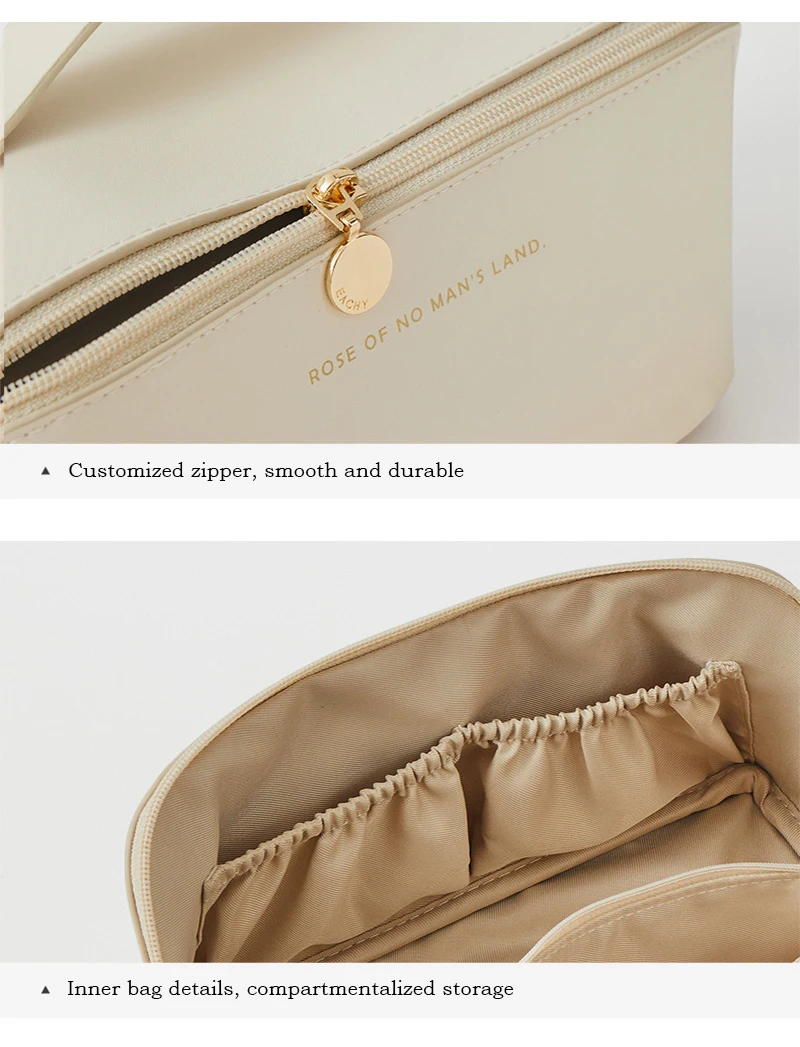 EACHY
ROSE OF NO MAN'S LAND.
▲ Customized zipper, smooth and durable
▲ Inner bag details, compartmentalized storage